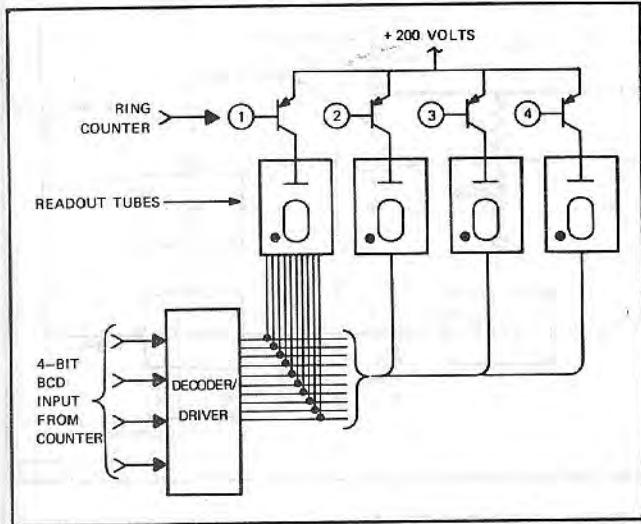 + 200 VOLTS
RING
COUNTER
1
2
3
4
READOUT TUBES
4-BIT
BCD
INPUT
FROM
COUNTER
DECODER/
DRIVER